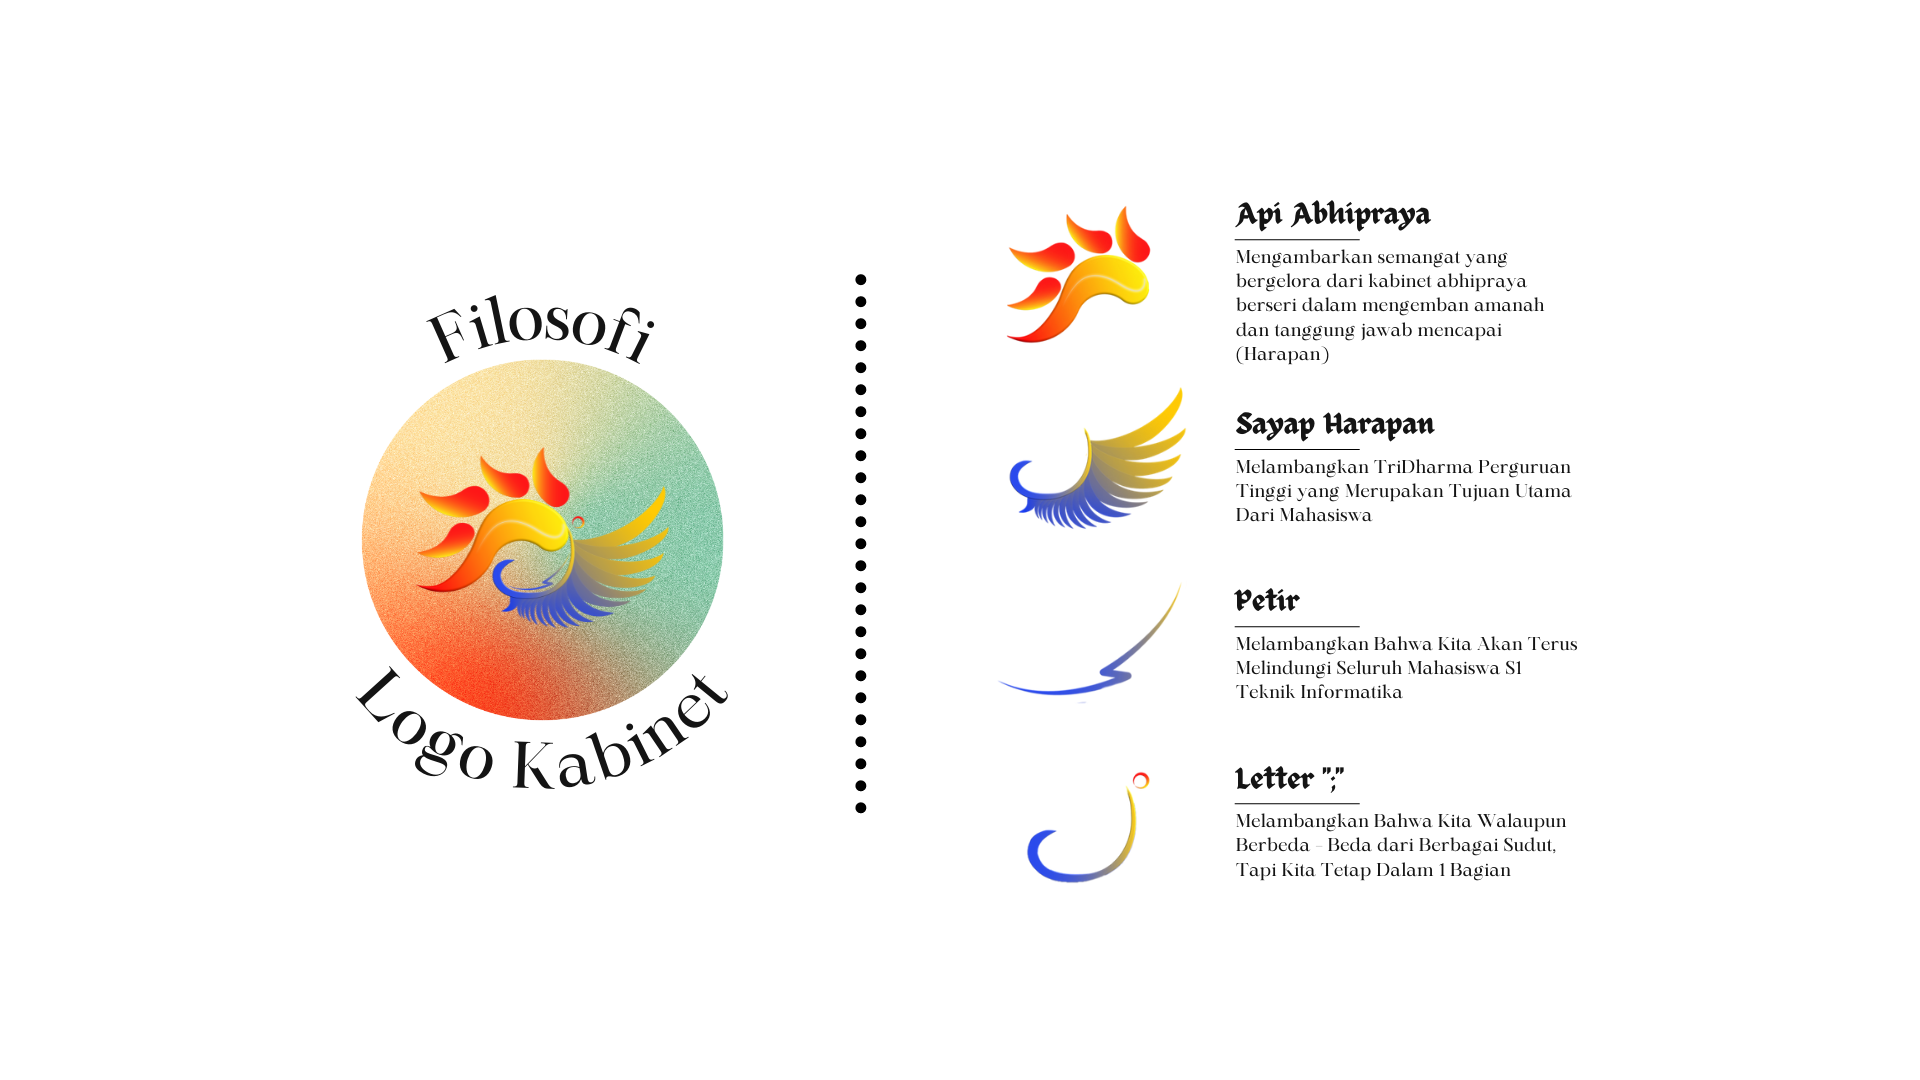 Filosofi
Logo Kabinet
Api Abhipraya
Mengambarkan semangat yang
bergelora dari kabinet abhipraya
berseri dalam mengemban amanah
dan tanggung jawab mencapai
(Harapan)
Sayap Harapan
Melambangkan TriDharma Perguruan
Tinggi yang Merupakan Tujuan Utama
Dari Mahasiswa
Petir
Melambangkan Bahwa Kita Akan Terus
Melindungi Seluruh Mahasiswa S1
Teknik Informatika
Letter ";"
Melambangkan Bahwa Kita Walaupun
Berbeda - Beda dari Berbagai Sudut,
Tapi Kita Tetap Dalam 1 Bagian